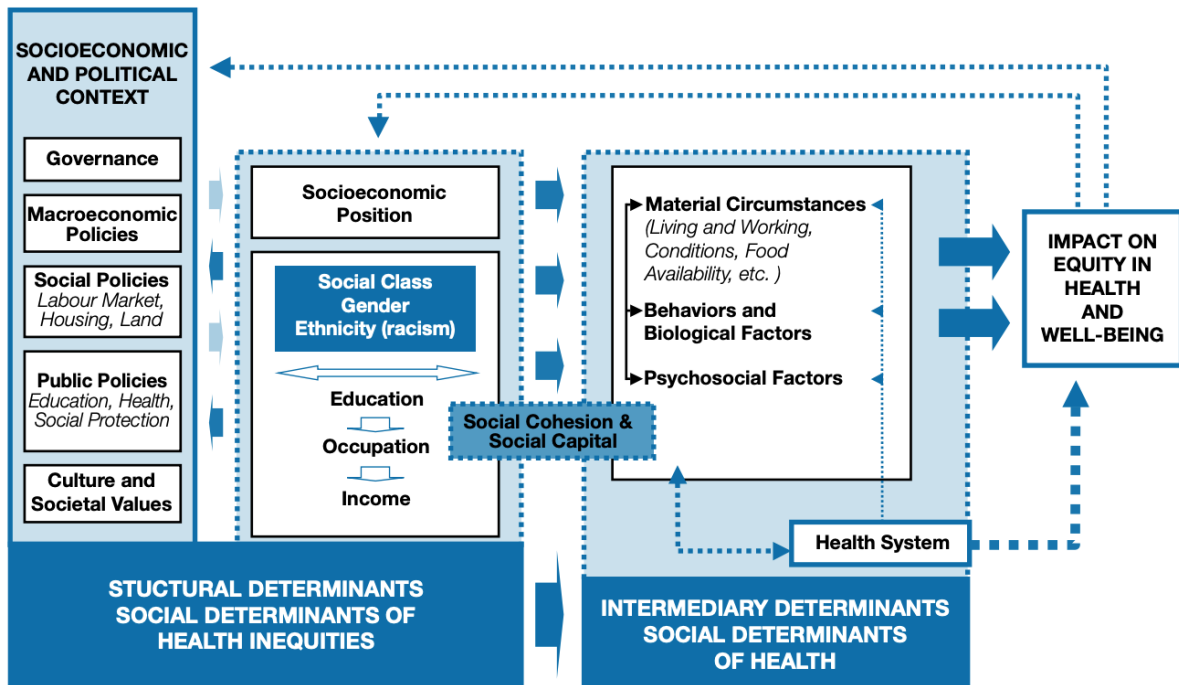 SOCIOECONOMIC
AND POLITICAL
CONTEXT
Governance
Macroeconomic
Policies
Social Policies
Labour Market,
Housing, Land
Public Policies
Education, Health,
Social Protection
Culture and
Societal Values
Socioeconomic
Position
Social Class
Gender
Ethnicity (racism)
Education
Occupation
Income
Social Cohesion &
Social Capital
Material Circumstances
(Living and Working,
Conditions, Food
Availability, etc. )
Behaviors and
Biological Factors
Psychosocial Factors
Health System
IMPACT ON
EQUITY IN
HEALTH
AND
WELL-BEING
STUCTURAL DETERMINANTS
SOCIAL DETERMINANTS OF
HEALTH INEQUITIES
INTERMEDIARY DETERMINANTS
SOCIAL DETERMINANTS
OF HEALTH